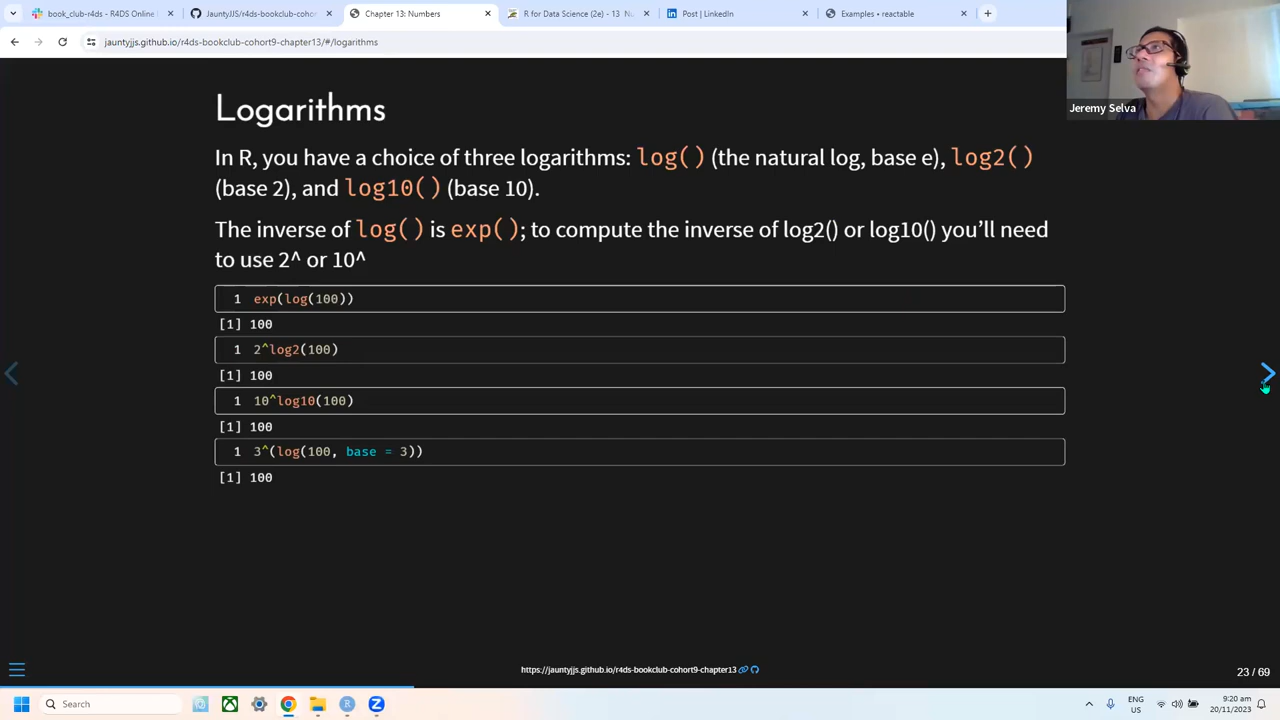 book_club-r4ds - R4DS Online
JauntyJJS/r4ds-bookclub-cohor
Chapter 13: Numbers
R for Data Science (2e) - 13 Nu
Post | LinkedIn
Examples – reactable
jauntyjjs.github.io/r4ds-bookclub-cohort9-chapter13/#/logarithms
Jeremy Selva
Logarithms
In R, you have a choice of three logarithms: log() (the natural log, base e), log2()
(base 2), and log10() (base 10).
The inverse of log() is exp(); to compute the inverse of log2() or log10() you’ll need
to use 2^ or 10^
1 exp(log(100))
[1] 100
1 2^log2(100)
[1] 100
1 10^log10(100)
[1] 100
1 3^(log(100, base = 3))
[1] 100
https://jauntyjjs.github.io/r4ds-bookclub-cohort9-chapter13
23 / 69
Search
ENG
US
9:20 am
20/11/2023